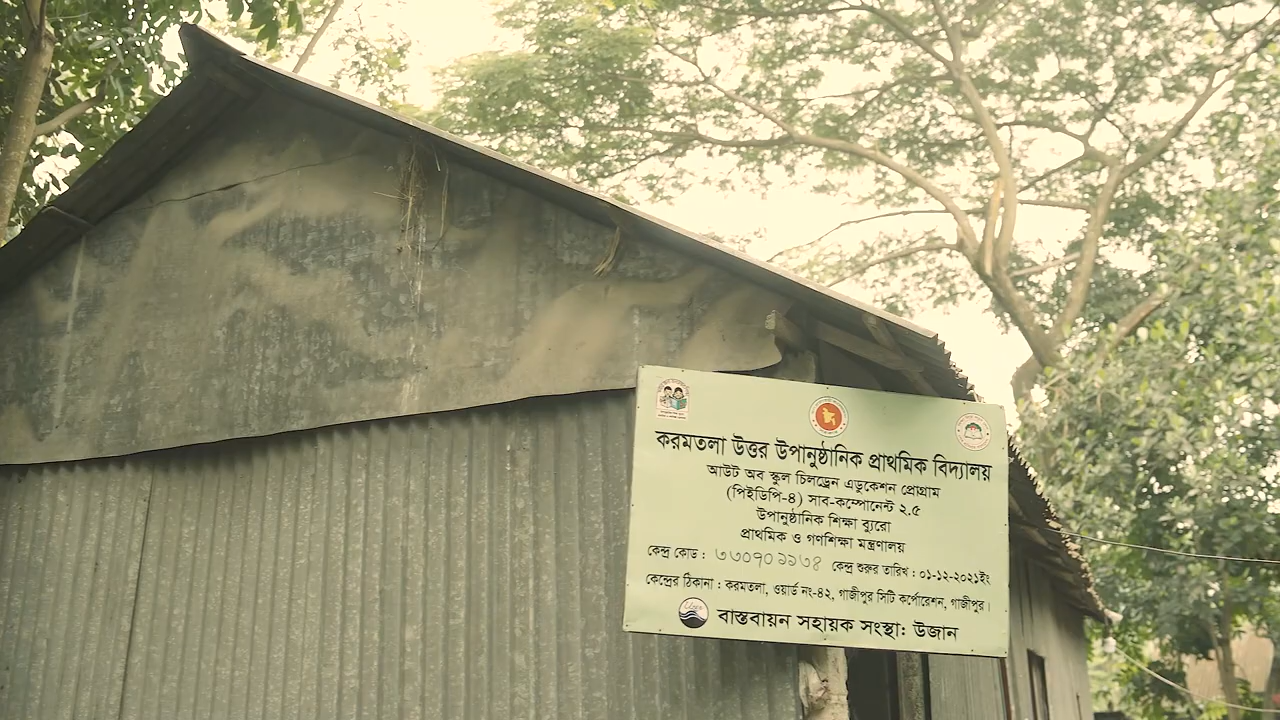 করমতলা উত্তর উপানুষ্ঠানিক প্রাথমিক বিদ্যালয়
আউট অব স্কুল চিলড্রেন এডুকেশন প্রোগ্রাম
(পিইডিপি-৪) সাব-কম্পোনেন্ট ২.৫
উপানুষ্ঠানিক শিক্ষা ব্যুরো
প্রাথমিক ও গণশিক্ষা মন্ত্রণালয়
কেন্দ্র কোড : ৩৩০৭০১১৩৪ কেন্দ্র শুরুর তারিখ : ০১-১২-২০২১ইং
কেন্দ্রের ঠিকানা : করমতলা, ওয়ার্ড নং-৪২, গাজীপুর সিটি কর্পোরেশন, গাজীপুর।
বাস্তবায়ন সহায়ক সংস্থা: উজান